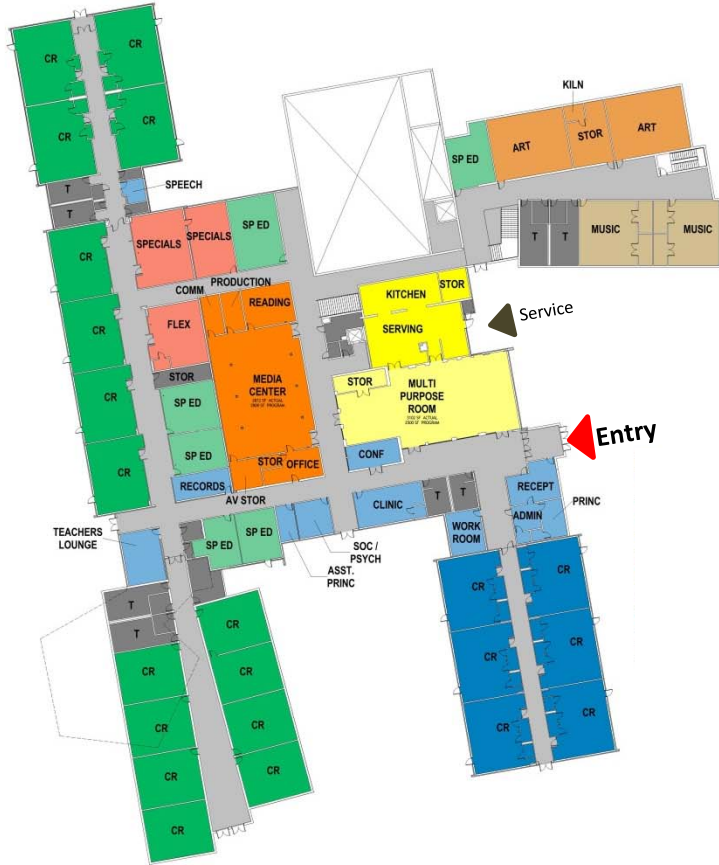 CR
CR
CR
CR
KILN
ART
STOR
ART
SP ED
T
SPEECH
T
SPECIALS
SPECIALS
SP ED
T
T
MUSIC
MUSIC
CR
COMM
PRODUCTION
READING
KITCHEN
STOR
Service
CR
FLEX
SERVING
STOR
MEDIA
CENTER
STOR
MULTI
PURPOSE
ROOM
CR
SP ED
Entry
CR
SP ED
STOR
OFFICE
CONF
RECORDS
AV STOR
CLINIC
T
T
RECEPT
PRINC
ADMIN
TEACHERS
LOUNGE
SP ED
SP ED
SOC /
PSYCH
ASST.
PRINC
WORK
ROOM
T
T
CR
CR
CR
CR
CR
CR
CR
CR
CR
CR
CR
CR
CR
CR